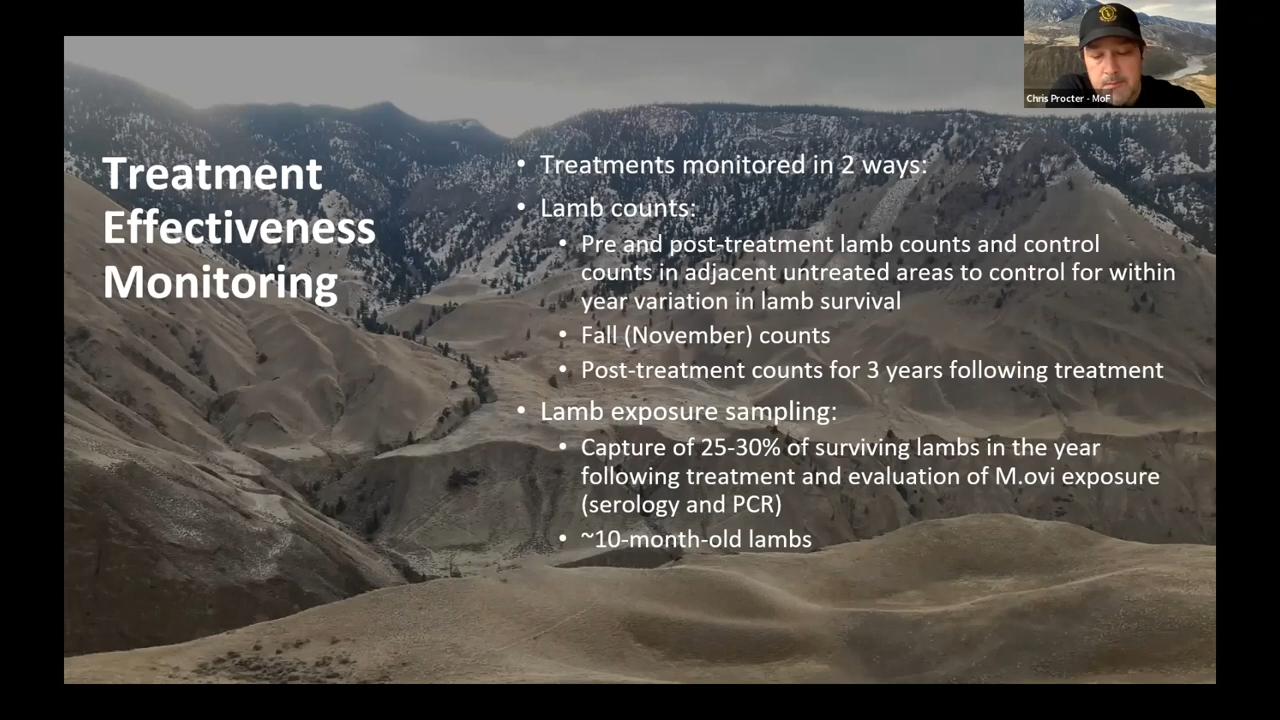 Chris Procter - MoF
Treatment
Effectiveness
Monitoring
• Treatments monitored in 2 ways:
• Lamb counts:
• Pre and post-treatment lamb counts and control
counts in adjacent untreated areas to control for within
year variation in lamb survival
• Fall (November) counts
• Post-treatment counts for 3 years following treatment
• Lamb exposure sampling:
• Capture of 25-30% of surviving lambs in the year
following treatment and evaluation of M.ovi exposure
(serology and PCR)
• ~10-month-old lambs